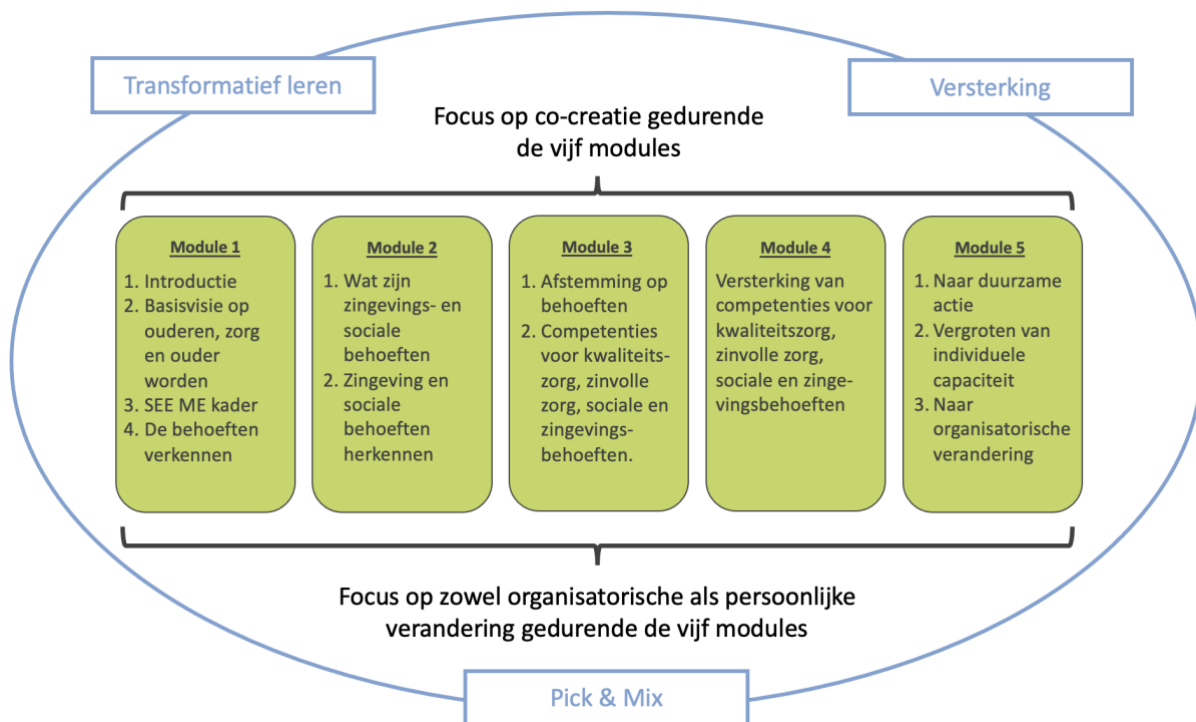 Transformatief leren
Versterking
Focus op co-creatie gedurende
de vijf modules
Module 1
1. Introductie
2. Basisvisie op
ouderen, zorg
en ouder
worden
3. SEE ME kader
4. De behoeften
verkennen
Module 2
1. Wat zijn
zingevings- en
sociale
behoeften
2. Zingeving en
sociale
behoeften
herkennen
Module 3
1. Afstemming op
behoeften
2. Competenties
voor kwaliteits-
zorg, zinvolle
zorg, sociale en
zingevings-
behoeften.
Module 4
Versterking van
competenties voor
kwaliteitszorg,
zinvolle zorg,
sociale en zinge-
vingsbehoeften
Module 5
1. Naar duurzame
actie
2. Vergroten van
individuele
capaciteit
3. Naar
organisatorische
verandering
Focus op zowel organisatorische als persoonlijke
verandering gedurende de vijf modules
Pick & Mix